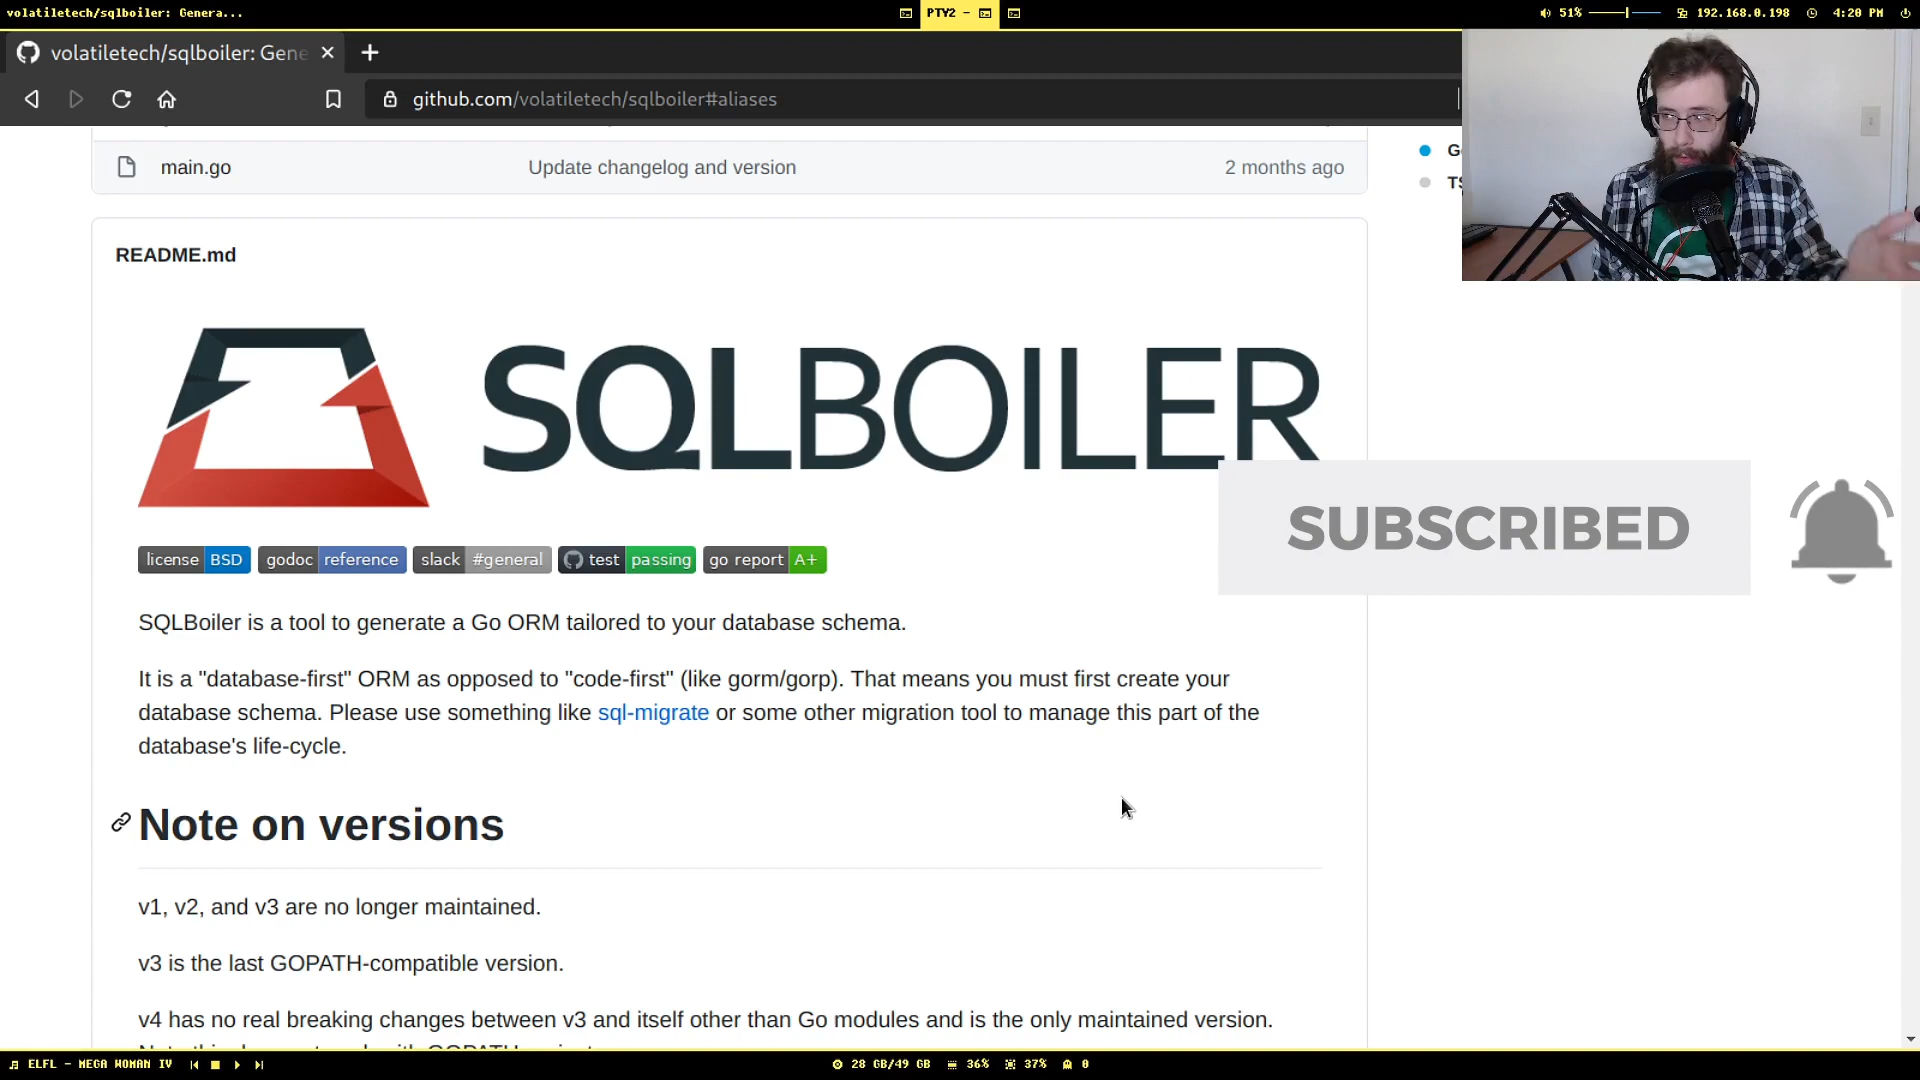 volatiletech/sqlboiler: Genera...
PTY2 -
51%
192.168.0.198
4:20 PM
volatiletech/sqlboiler: Gene
github.com/volatiletech/sqlboiler#aliases
main.go
Update changelog and version
2 months ago
README.md
SQLBOILER
SUBSCRIBED
license BSD
godoc reference
slack #general
test passing
go report A+
SQLBoiler is a tool to generate a Go ORM tailored to your database schema.
It is a "database-first" ORM as opposed to "code-first" (like gorm/gorp). That means you must first create your
database schema. Please use something like sql-migrate or some other migration tool to manage this part of the
database's life-cycle.
Note on versions
v1, v2, and v3 are no longer maintained.
v3 is the last GOPATH-compatible version.
v4 has no real breaking changes between v3 and itself other than Go modules and is the only maintained version.
ELFL - MEGA WOMAN IV
28 GB/49 GB
36%
37%
0